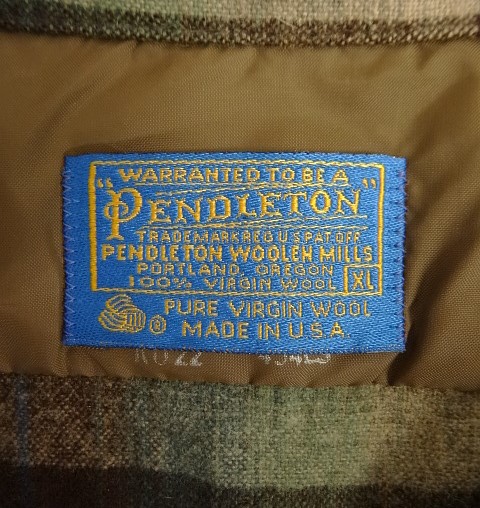 WARRANTED TO BE A
"PENDLETON"
TRADEMARK REG U.S. PAT OFF.
PENDLETON WOOLEN MILLS
PORTLAND, OREGON
100% VIRGIN WOOL XL
® PURE VIRGIN WOOL
MADE IN U.S.A.